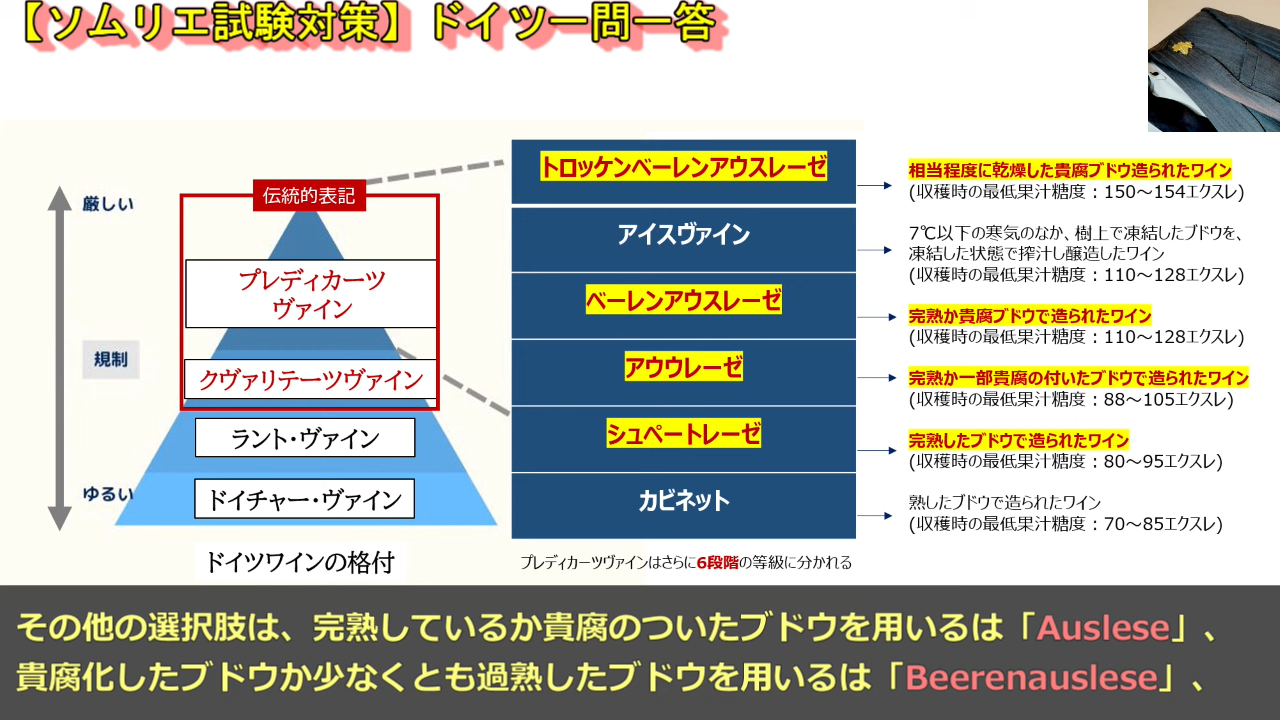 【ソムリエ試験対策】ドイツ一問一答
厳しい
規制
ゆるい
伝統的表記
プレディカーツ
ヴァイン
クヴァリテーツヴァイン
ラント・ヴァイン
ドイチャー・ヴァイン
ドイツワインの格付
トロッケンベーレンアウスレーゼ
アイスヴァイン
ベーレンアウスレーゼ
アウウレーゼ
シュペートレーゼ
カビネット
プレディカーツヴァインはさらに6段階の等級に分かれる
相当程度に乾燥した貴腐ブドウ造られたワイン
(収穫時の最低果汁糖度：150～154エクスレ)
7℃以下の寒気のなか、樹上で凍結したブドウを、
凍結した状態で搾汁し醸造したワイン
(収穫時の最低果汁糖度：110～128エクスレ)
完熟か貴腐ブドウで造られたワイン
(収穫時の最低果汁糖度：110～128エクスレ)
完熟か一部貴腐の付いたブドウで造られたワイン
(収穫時の最低果汁糖度：88～105エクスレ)
完熟したブドウで造られたワイン
(収穫時の最低果汁糖度：80～95エクスレ)
熟したブドウで造られたワイン
(収穫時の最低果汁糖度：70～85エクスレ)
その他の選択肢は、完熟しているか貴腐のついたブドウを用いるは「Auslese」、
貴腐化したブドウか少なくとも過熟したブドウを用いるは「Beerenauslese」、